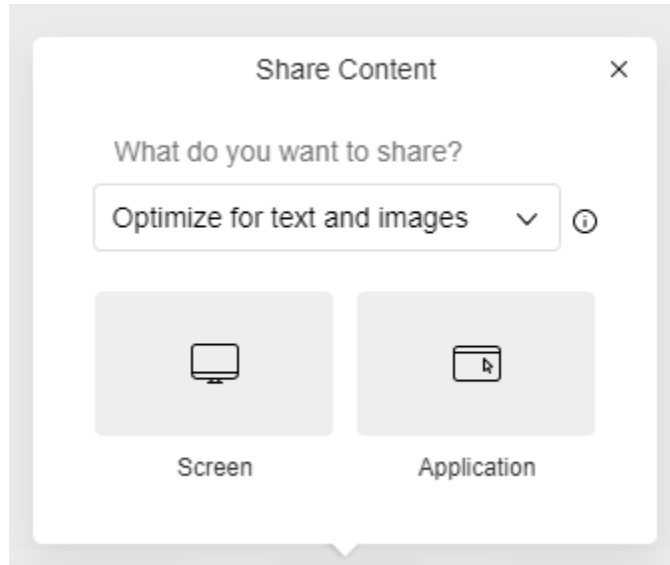 Share Content
What do you want to share?
Optimize for text and images
Screen
Application